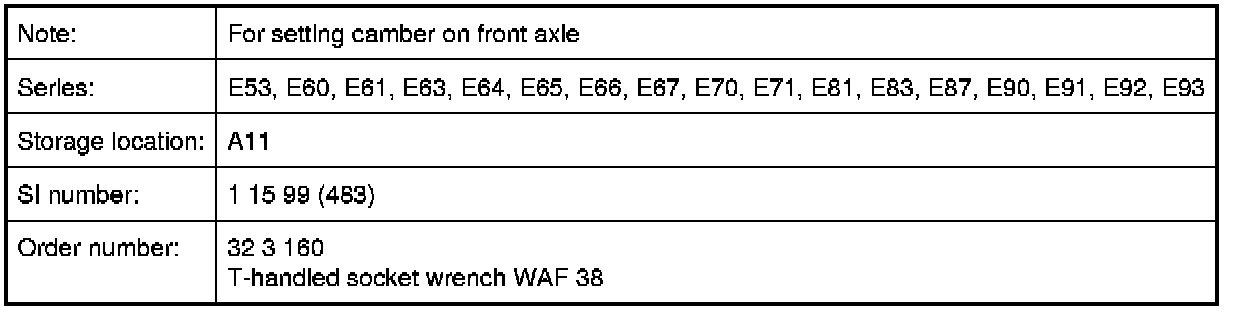 Note: For setting camber on front axle
Series: E53, E60, E61, E63, E64, E65, E66, E67, E70, E71, E81, E83, E87, E90, E91, E92, E93
Storage location: A11
SI number: 1 15 99 (483)
Order number: 32 3 160
T-handled socket wrench WAF 38